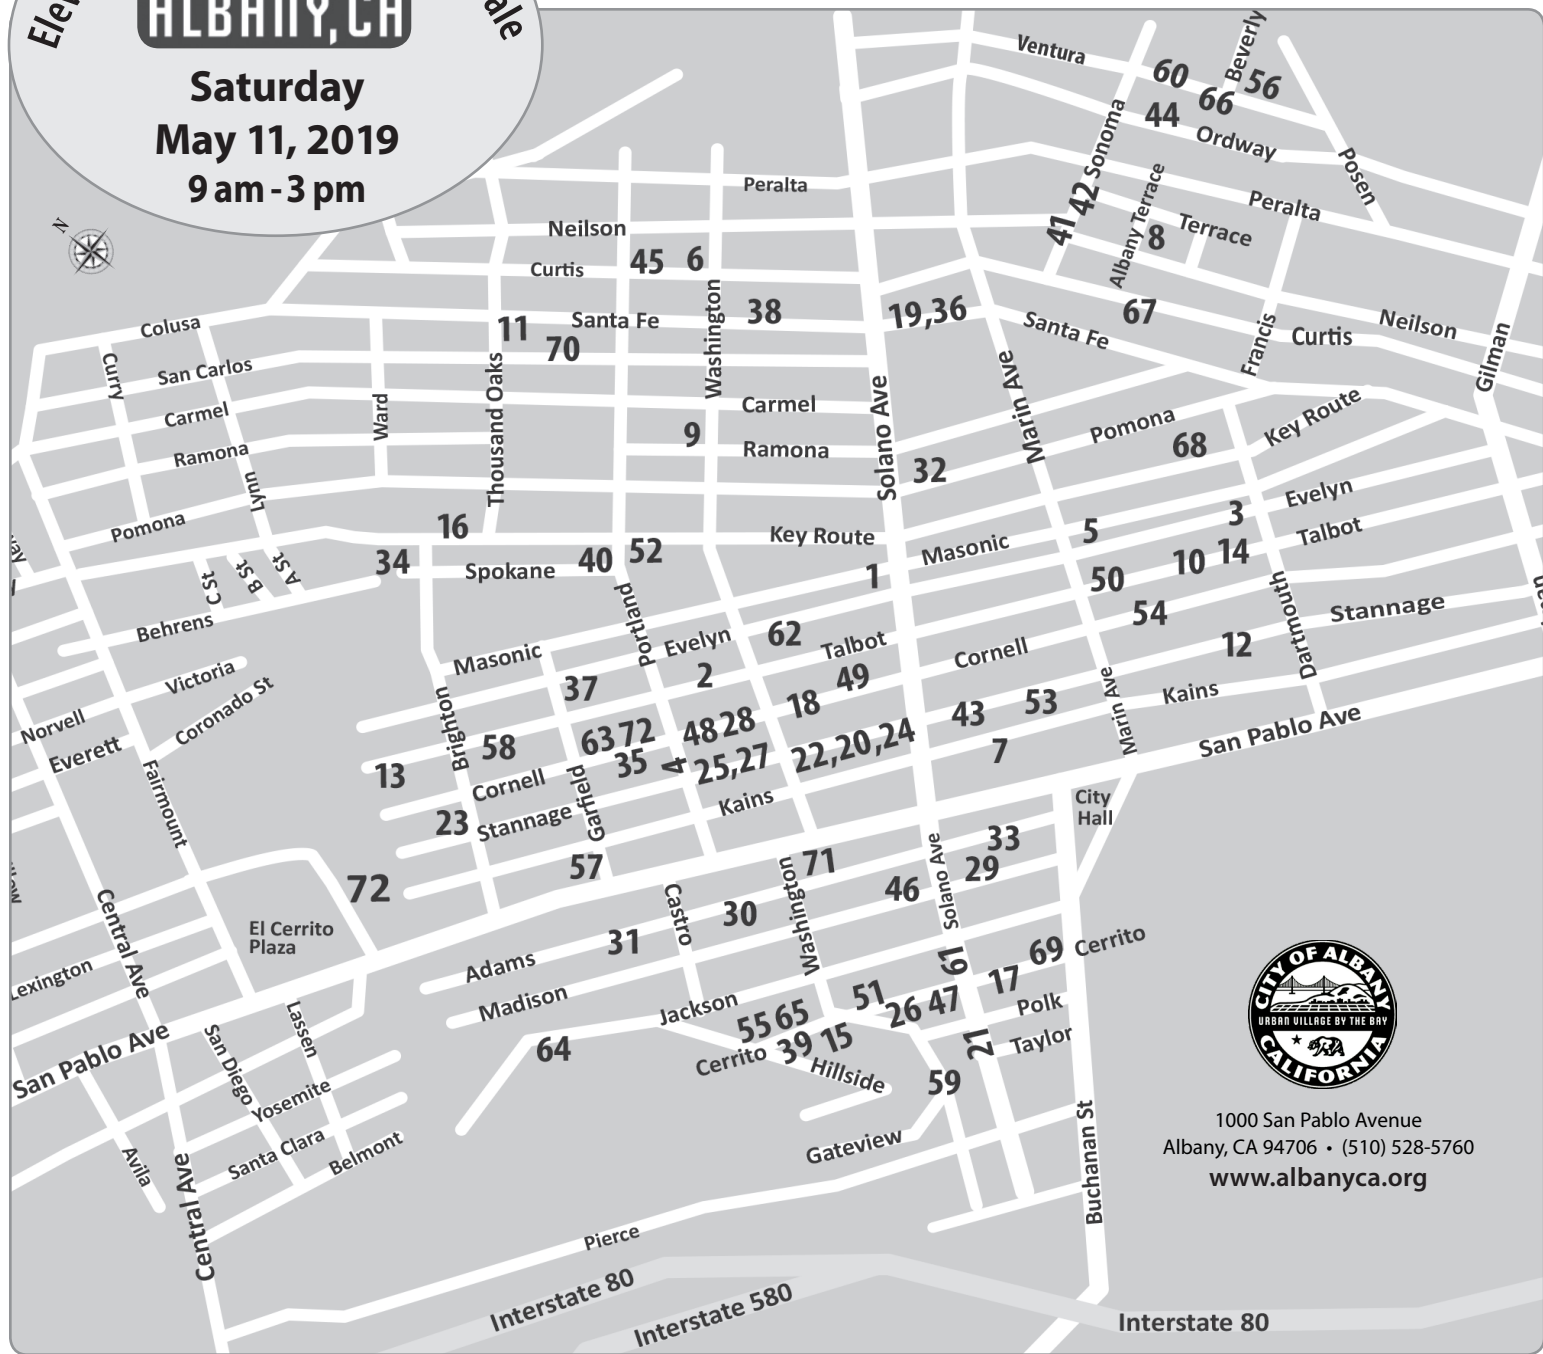 ALBANY, CA
Saturday
May 11, 2019
9 am - 3 pm
N
Ventura
Beverly
60
66
56
44
Ordway
Sonoma
Posen
Peralta
Peralta
42
41
Albany Terrace
Terrace
8
Neilson
Curtis
45
6
Washington
38
19,36
67
Santa Fe
Santa Fe
Francis
Curtis
Neilson
Gilman
Colusa
11
70
Curry
San Carlos
Carmel
Ramona
Lynn
Ward
Thousand Oaks
Carmel
9
Ramona
Solano Ave
Marin Ave
32
Pomona
68
Key Route
Pomona
16
34
Spokane
40
52
Key Route
1
Masonic
5
3
Evelyn
Talbot
50
10
14
54
Dartmouth
Stannage
12
C St
B St
A St
Behrens
Victoria
Coronado St
Norvell
Everett
Fairmount
Masonic
Portland
Evelyn
62
Talbot
Cornell
37
2
49
18
Brighton
58
63
72
48
28
43
53
Kains
Marin Ave
13
35
4
25,27
22,20,24
7
San Pablo Ave
Cornell
Garfield
Kains
City
Hall
23
Stannage
57
71
33
29
Solano Ave
46
72
Central Ave
El Cerrito
Plaza
Castro
30
Washington
31
Adams
61
69
Cerrito
Lexington
Madison
Jackson
51
26
47
17
Polk
San Pablo Ave
San Diego
Lassen
64
55
65
39
15
Cerrito
Hillside
21
Taylor
59
Yosemite
Santa Clara
Belmont
Avila
Central Ave
Gateview
Buchanan St
Pierce
Interstate 80
Interstate 580
Interstate 80
CITY OF ALBANY
URBAN VILLAGE BY THE BAY
CALIFORNIA
1000 San Pablo Avenue
Albany, CA 94706 • (510) 528-5760
www.albanyca.org